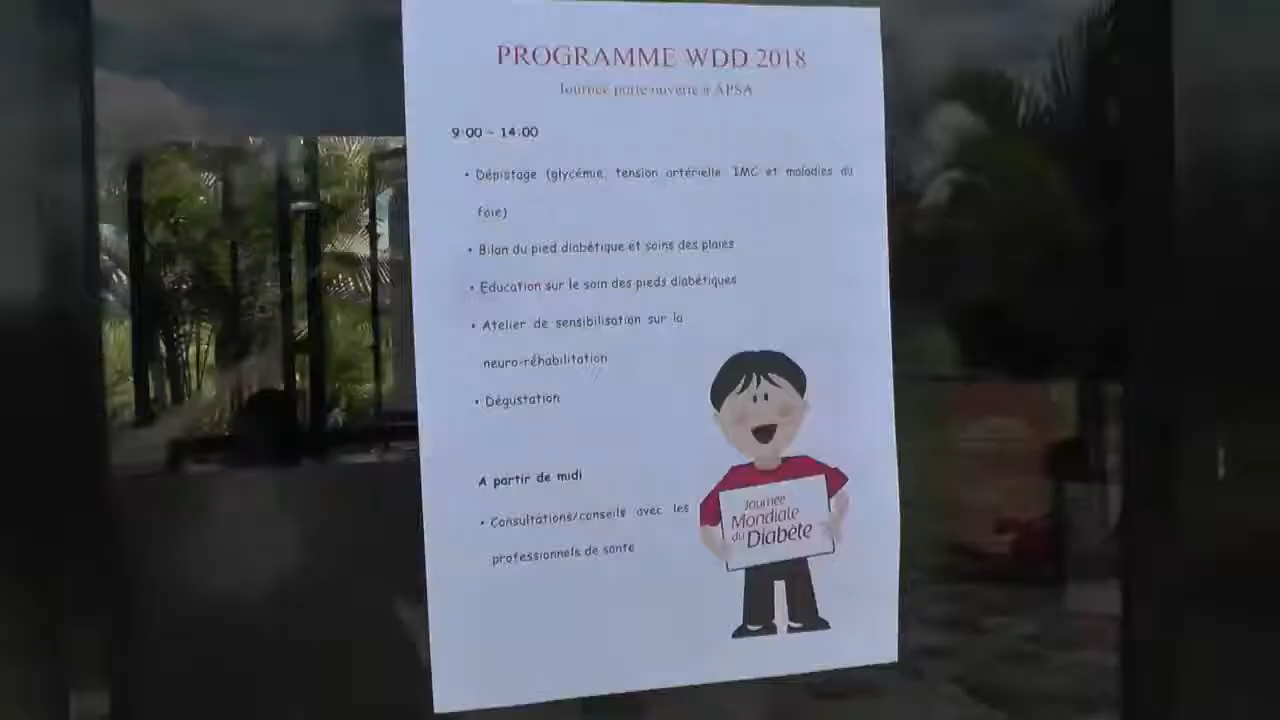 PROGRAMME WDD 2018
Journée porte ouverte à APSA
9:00 – 14:00
• Dépistage (glycémie, tension artérielle, IMC et maladies du
foie)
• Bilan du pied diabétique et soins des plaies
• Education sur le soin des pieds diabétiques
• Atelier de sensibilisation sur la
neuro-réhabilitation
• Dégustation
A partir de midi
• Consultations/conseils avec les
professionnels de santé
Journée
Mondiale
du Diabète